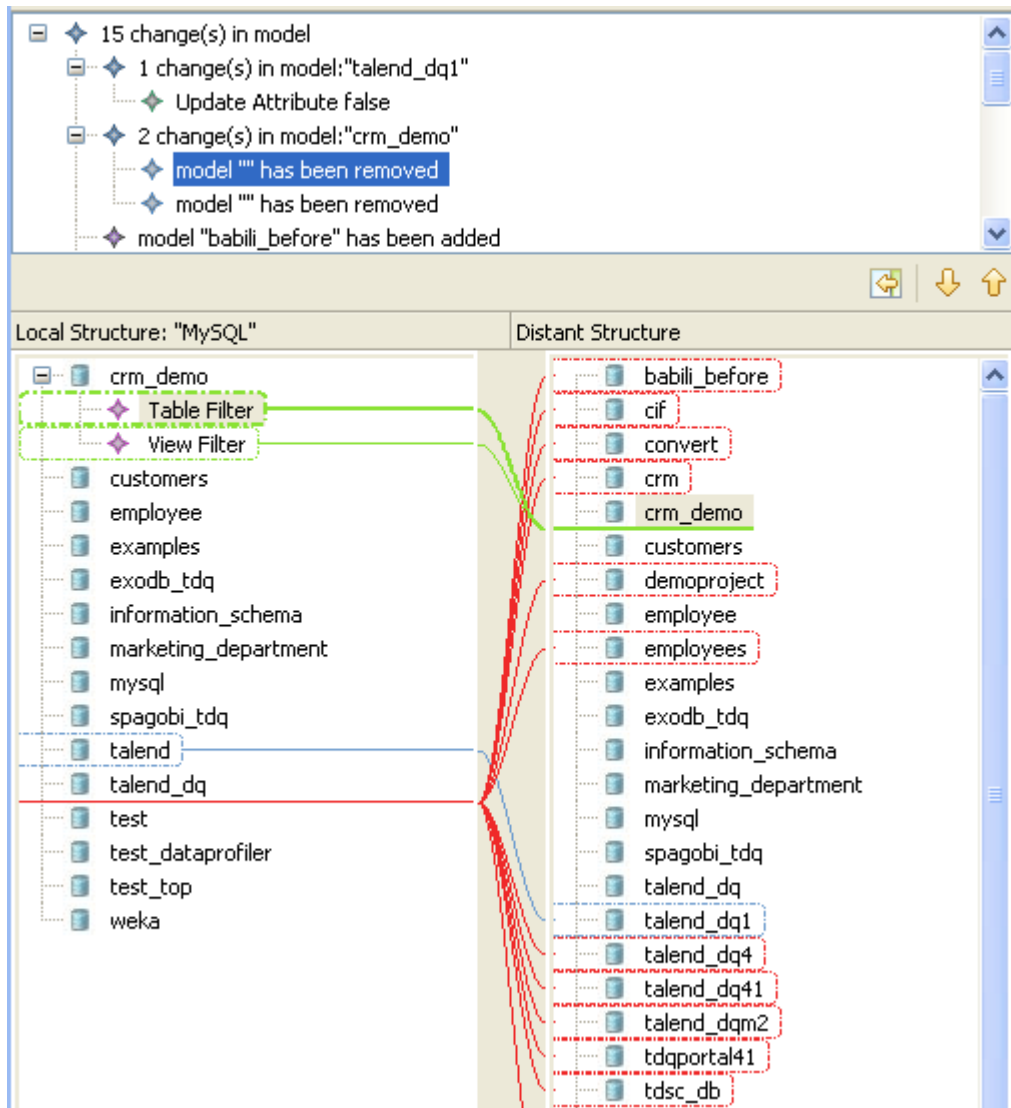 15 change(s) in model
1 change(s) in model:"talend_dq1"
Update Attribute false
2 change(s) in model:"crm_demo"
model "" has been removed
model "" has been removed
model "babili_before" has been added
Local Structure: "MySQL"
crm_demo
Table Filter
View Filter
customers
employee
examples
exodb_tdq
information_schema
marketing_department
mysql
spagobi_tdq
talend
talend_dq
test
test_dataprofiler
test_top
weka
Distant Structure
babili_before
cif
convert
crm
crm_demo
customers
demoproject
employee
employees
examples
exodb_tdq
information_schema
marketing_department
mysql
spagobi_tdq
talend_dq
talend_dq1
talend_dq4
talend_dq41
talend_dqm2
tdqportal41
tdsc_db